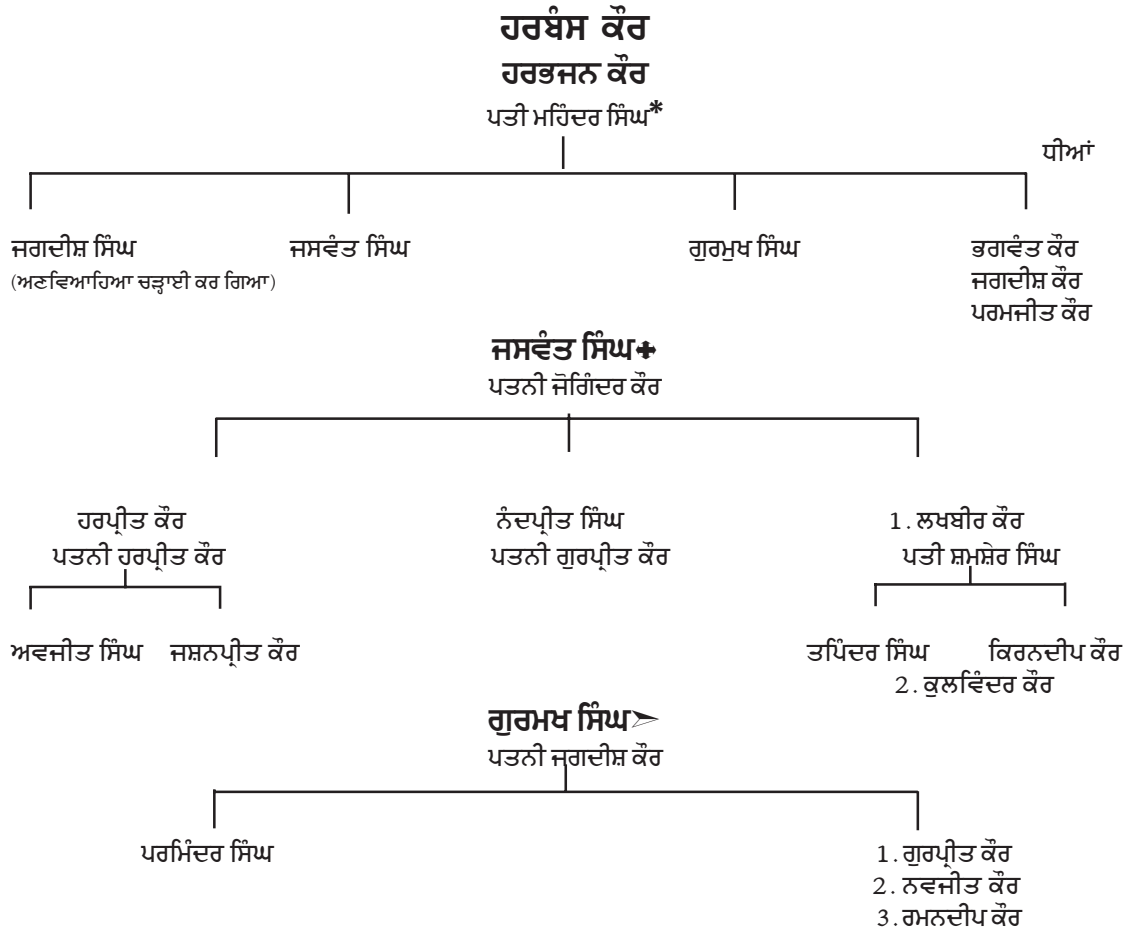 ਹਰਬੰਸ ਕੌਰ
ਹਰਭਜਨ ਕੌਰ
ਪਤੀ ਮਹਿੰਦਰ ਸਿੰਘ*
ਧੀਆਂ
ਜਗਦੀਸ਼ ਸਿੰਘ ਜਸਵੰਤ ਸਿੰਘ ਗੁਰਮੁਖ ਸਿੰਘ ਭਗਵੰਤ ਕੌਰ
(ਅਣਵਿਆਹਿਆ ਚੜ੍ਹਾਈ ਕਰ ਗਿਆ) ਜਗਦੀਸ਼ ਕੌਰ
ਪਰਮਜੀਤ ਕੌਰ
ਜਸਵੰਤ ਸਿੰਘ✦
ਪਤਨੀ ਜੋਗਿੰਦਰ ਕੌਰ
ਹਰਪ੍ਰੀਤ ਕੌਰ ਨੰਦਪ੍ਰੀਤ ਸਿੰਘ 1. ਲਖਬੀਰ ਕੌਰ
ਪਤਨੀ ਹਰਪ੍ਰੀਤ ਕੌਰ ਪਤਨੀ ਗੁਰਪ੍ਰੀਤ ਕੌਰ ਪਤੀ ਸ਼ਮਸ਼ੇਰ ਸਿੰਘ
ਅਵਜੀਤ ਸਿੰਘ ਜਸ਼ਨਪ੍ਰੀਤ ਕੌਰ ਤਪਿੰਦਰ ਸਿੰਘ ਕਿਰਨਦੀਪ ਕੌਰ
2. ਕੁਲਵਿੰਦਰ ਕੌਰ
ਗੁਰਮਖ ਸਿੰਘ➢
ਪਤਨੀ ਜਗਦੀਸ਼ ਕੌਰ
ਪਰਮਿੰਦਰ ਸਿੰਘ 1. ਗੁਰਪ੍ਰੀਤ ਕੌਰ
2. ਨਵਜੀਤ ਕੌਰ
3. ਰਮਨਦੀਪ ਕੌਰ